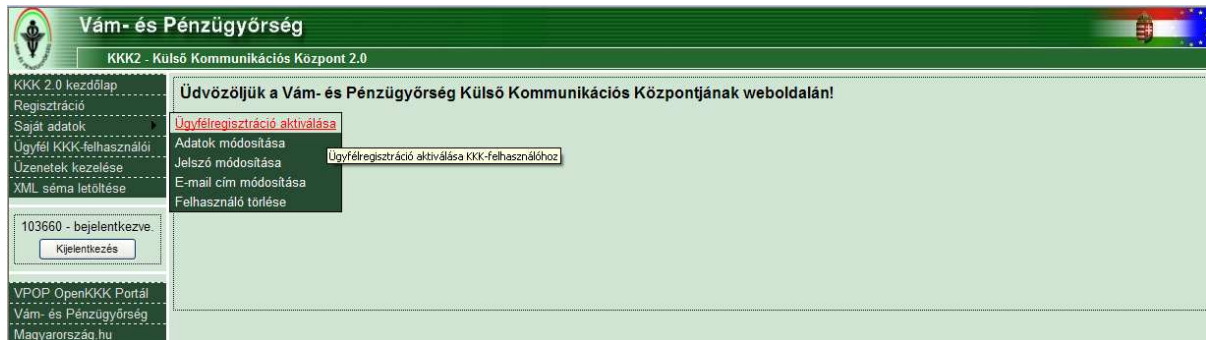 Vám- és Pénzügyőrség
KKK2 - Külső Kommunikációs Központ 2.0
KKK 2.0 kezdőlap
Regisztráció
Saját adatok
Ügyfél KKK-felhasználói
Üzenetek kezelése
XML séma letöltése
Üdvözöljük a Vám- és Pénzügyőrség Külső Kommunikációs Központjának weboldalán!
Ügyfélregisztráció aktiválása
Adatok módosítása
Jelszó módosítása
E-mail cím módosítása
Felhasználó törlése
Ügyfélregisztráció aktiválása KKK-felhasználóhoz
103660 - bejelentkezve.
Kijelentkezés
VPOP OpenKKK Portál
Vám- és Pénzügyőrség
Magyarország.hu